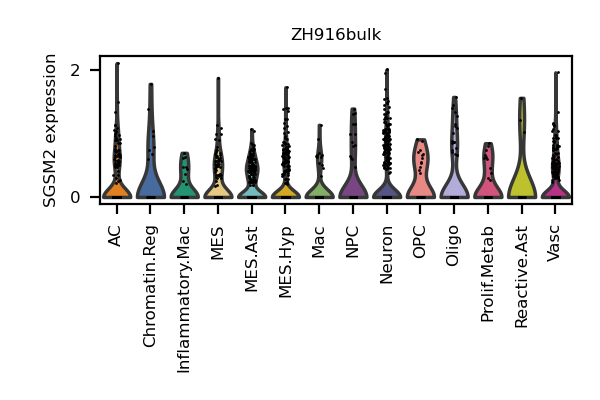 ZH916bulk
SGSM2 expression
2
0
AC
Chromatin.Reg
Inflammatory.Mac
MES
MES.Ast
MES.Hyp
Mac
NPC
Neuron
OPC
Oligo
Prolif.Metab
Reactive.Ast
Vasc